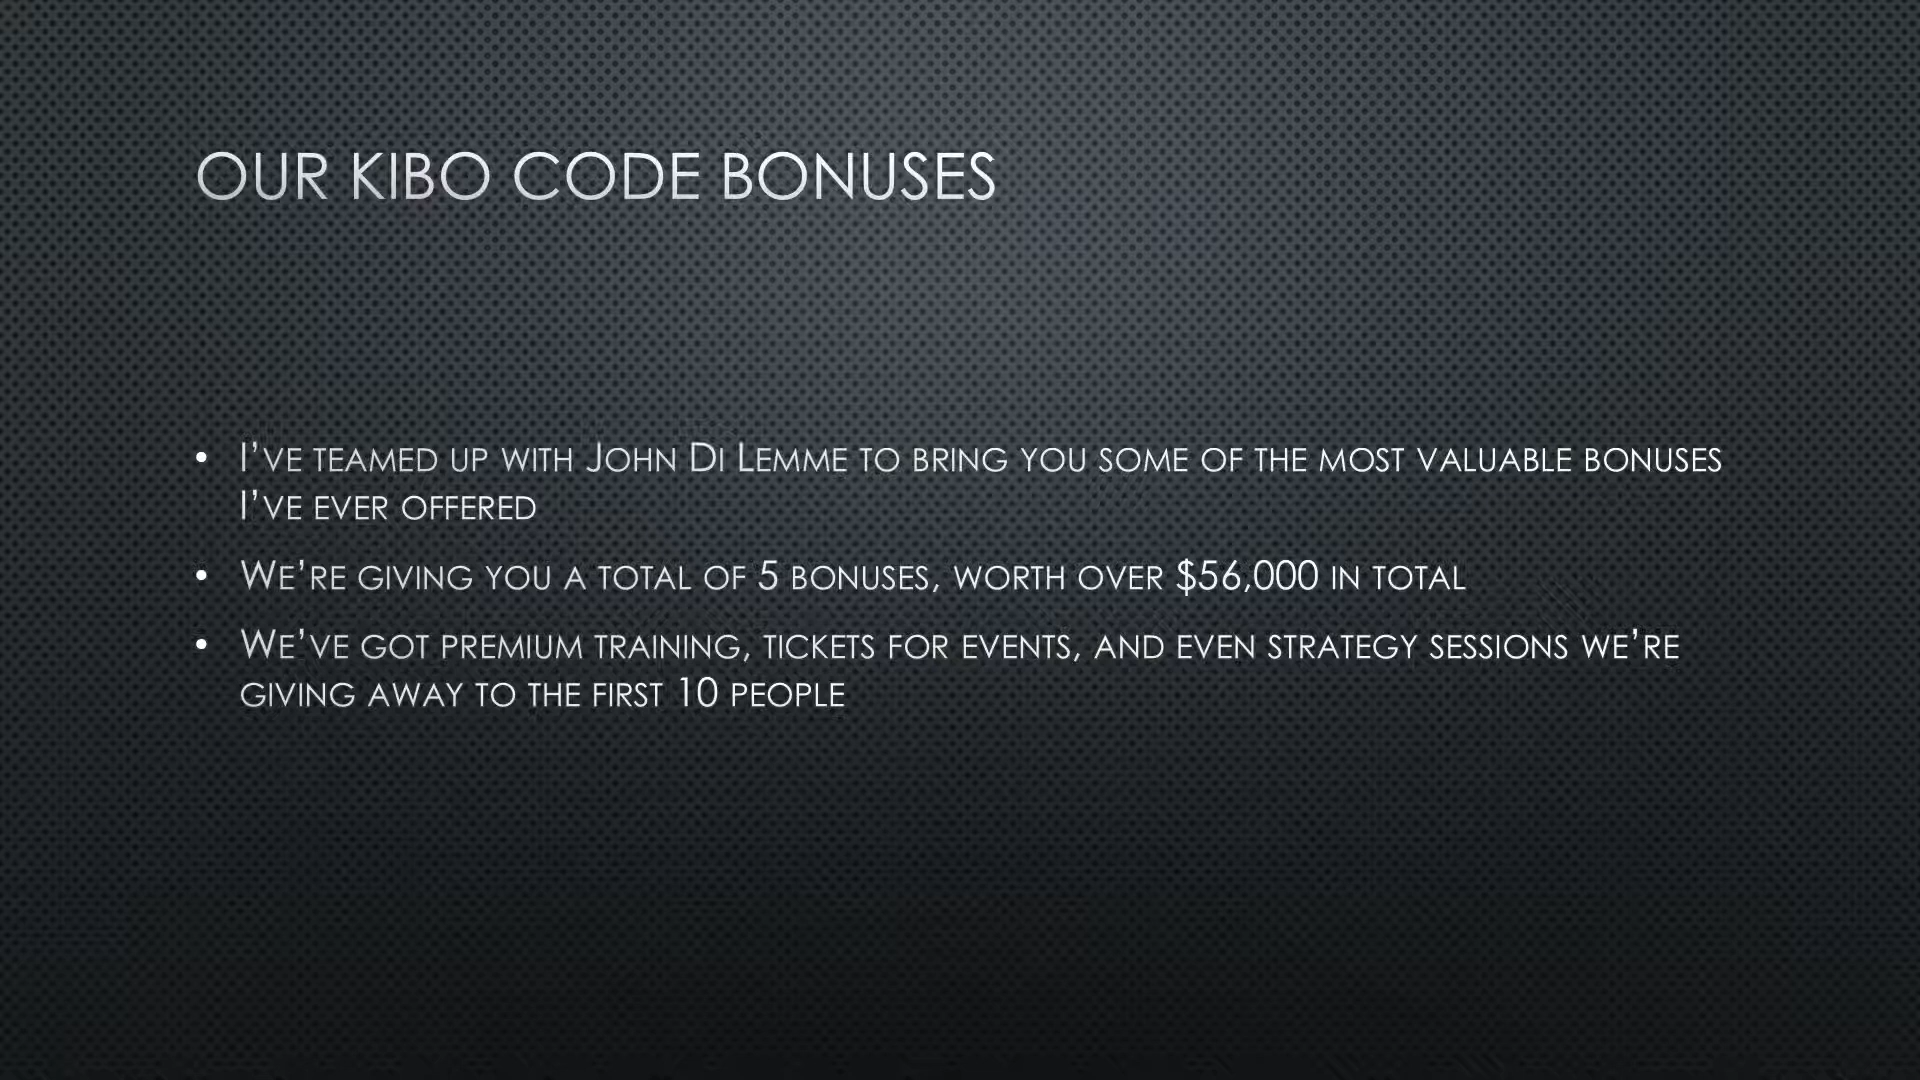 OUR KIBO CODE BONUSES
• I'VE TEAMED UP WITH JOHN DI LEMME TO BRING YOU SOME OF THE MOST VALUABLE BONUSES
I'VE EVER OFFERED
• WE'RE GIVING YOU A TOTAL OF 5 BONUSES, WORTH OVER $56,000 IN TOTAL
• WE'VE GOT PREMIUM TRAINING, TICKETS FOR EVENTS, AND EVEN STRATEGY SESSIONS WE'RE
GIVING AWAY TO THE FIRST 10 PEOPLE